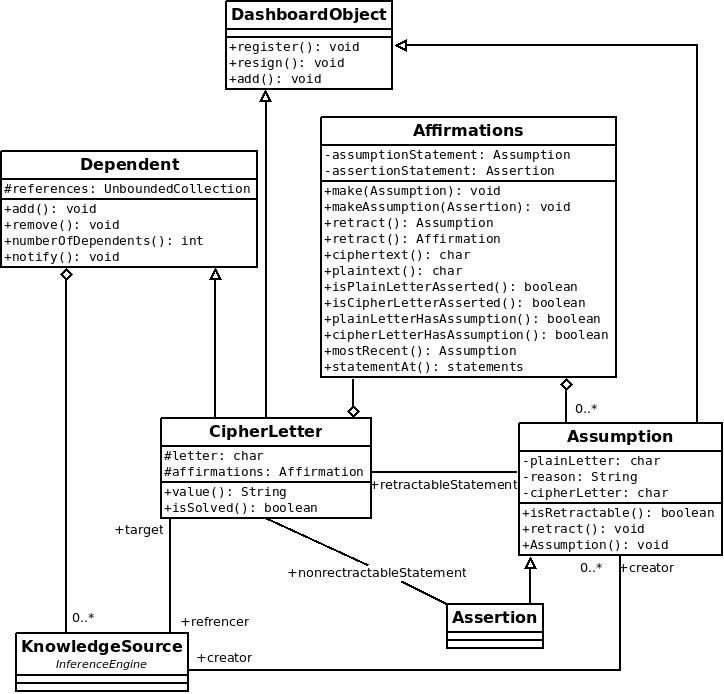 DashboardObject
+register(): void
+resign(): void
+add(): void
Affirmations
-assumptionStatement: Assumption
-assertionStatement: Assertion
+make(Assumption): void
+makeAssumption(Assertion): void
+retract(): Assumption
+retract(): Affirmation
+ciphertext(): char
+plaintext(): char
+isPlainLetterAsserted(): boolean
+isCipherLetterAsserted(): boolean
+plainLetterHasAssumption(): boolean
+cipherLetterHasAssumption(): boolean
+mostRecent(): Assumption
+statementAt(): statements
Dependent
#references: UnboundedCollection
+add(): void
+remove(): void
+numberOfDependents(): int
+notify(): void
0..*
CipherLetter
#letter: char
#affirmations: Affirmation
+value(): String
+isSolved(): boolean
+retractableStatement
Assumption
-plainLetter: char
-reason: String
-cipherLetter: char
+isRetractable(): boolean
+retract(): void
+Assumption(): void
+target
0..*
+creator
+nonrectractableStatement
Assertion
0..*
+refrencer
KnowledgeSource
InferenceEngine
+creator